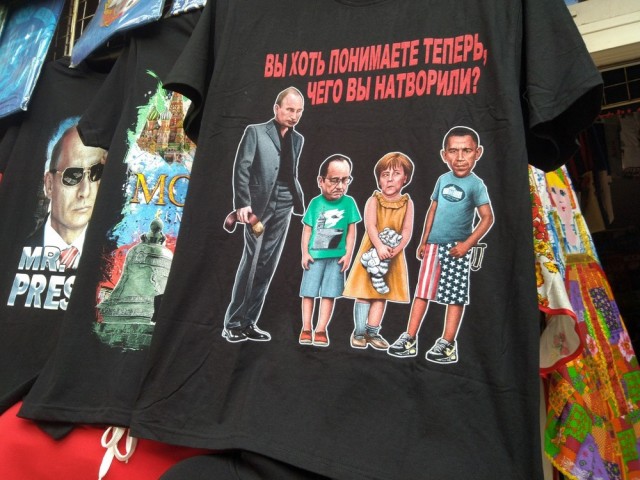 ВЫ ХОТЬ ПОНИМАЕТЕ ТЕПЕРЬ,
ЧЕГО ВЫ НАТВОРИЛИ?
MR.
PRES
MO